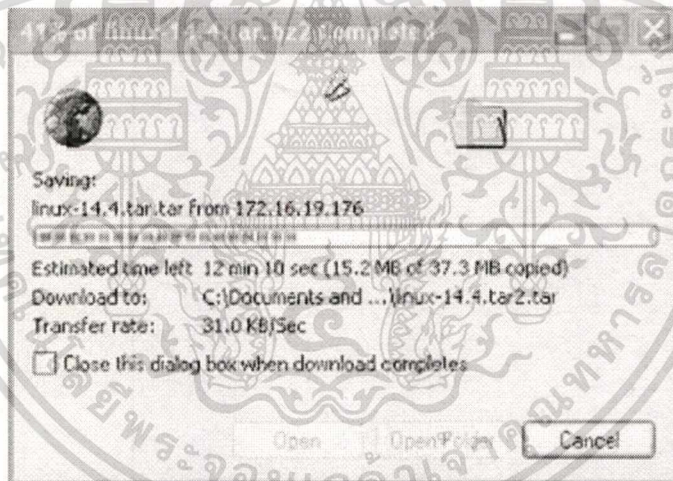 41% of linux-14.4.tar.bz2 Completed
Saving:
linux-14.4.tar.tar from 172.16.19.176
Estimated time left 12 min 10 sec (15.2 MB of 37.3 MB copied)
Download to: C:\Documents and ...\linux-14.4.tar2.tar
Transfer rate: 31.0 KB/Sec
Close this dialog box when download completes
Open Open Folder Cancel